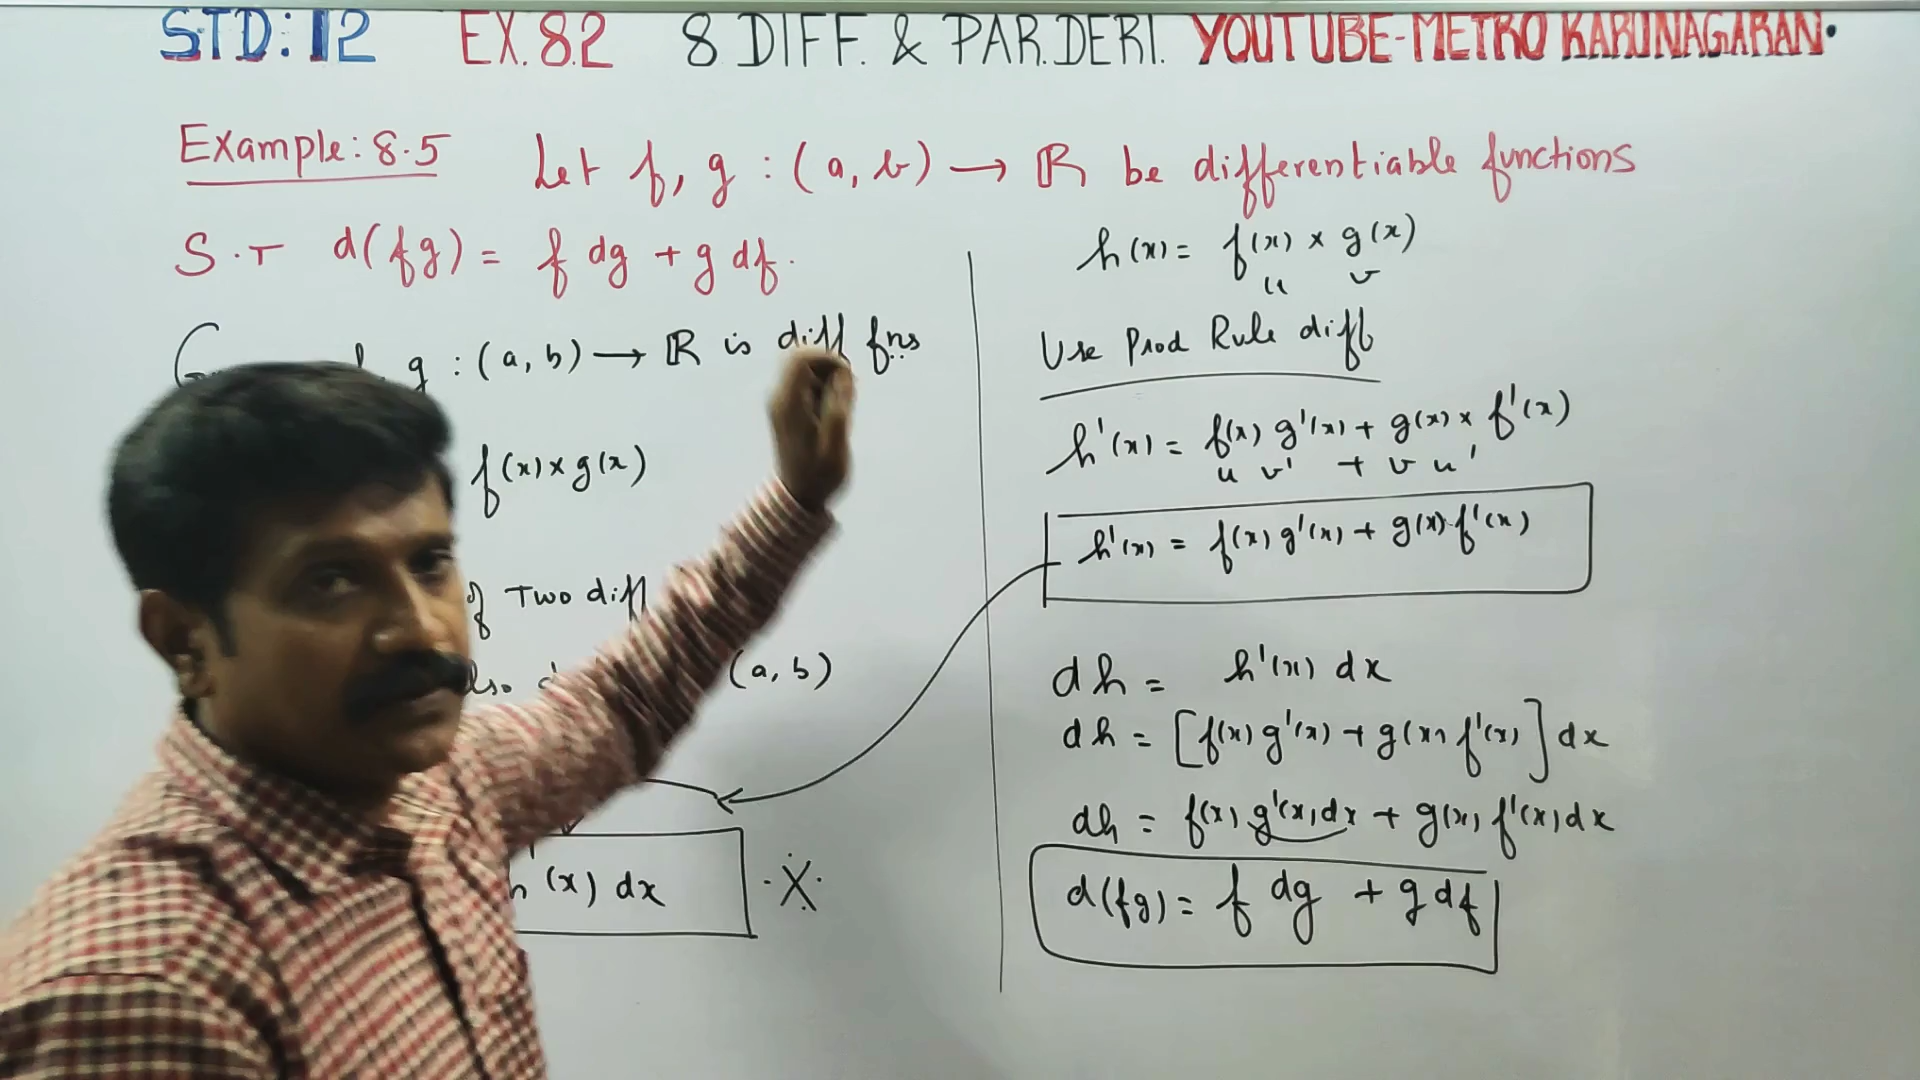 STD: 12 EX. 8.2 8 DIFF. & PAR. DERI. YOUTUBE-METRO KARUNAGARAN.
Example: 8.5 Let f, g : (a, b) → ℝ be differentiable functions
S.T d(fg) = f dg + g df.
g : (a, b) → ℝ is diff fns
f(x) × g(x)
of Two diff
(a, b)
'(x) dx ·X·
h(x) = f(x) × g(x)
u v
Use Prod Rule diff
h'(x) = f(x) g'(x) + g(x) × f'(x)
u v' + v u'
h'(x) = f(x) g'(x) + g(x) · f'(x)
dh = h'(x) dx
dh = [f(x) g'(x) + g(x) f'(x)] dx
dh = f(x) g'(x) dx + g(x) f'(x) dx
d(fg) = f dg + g df